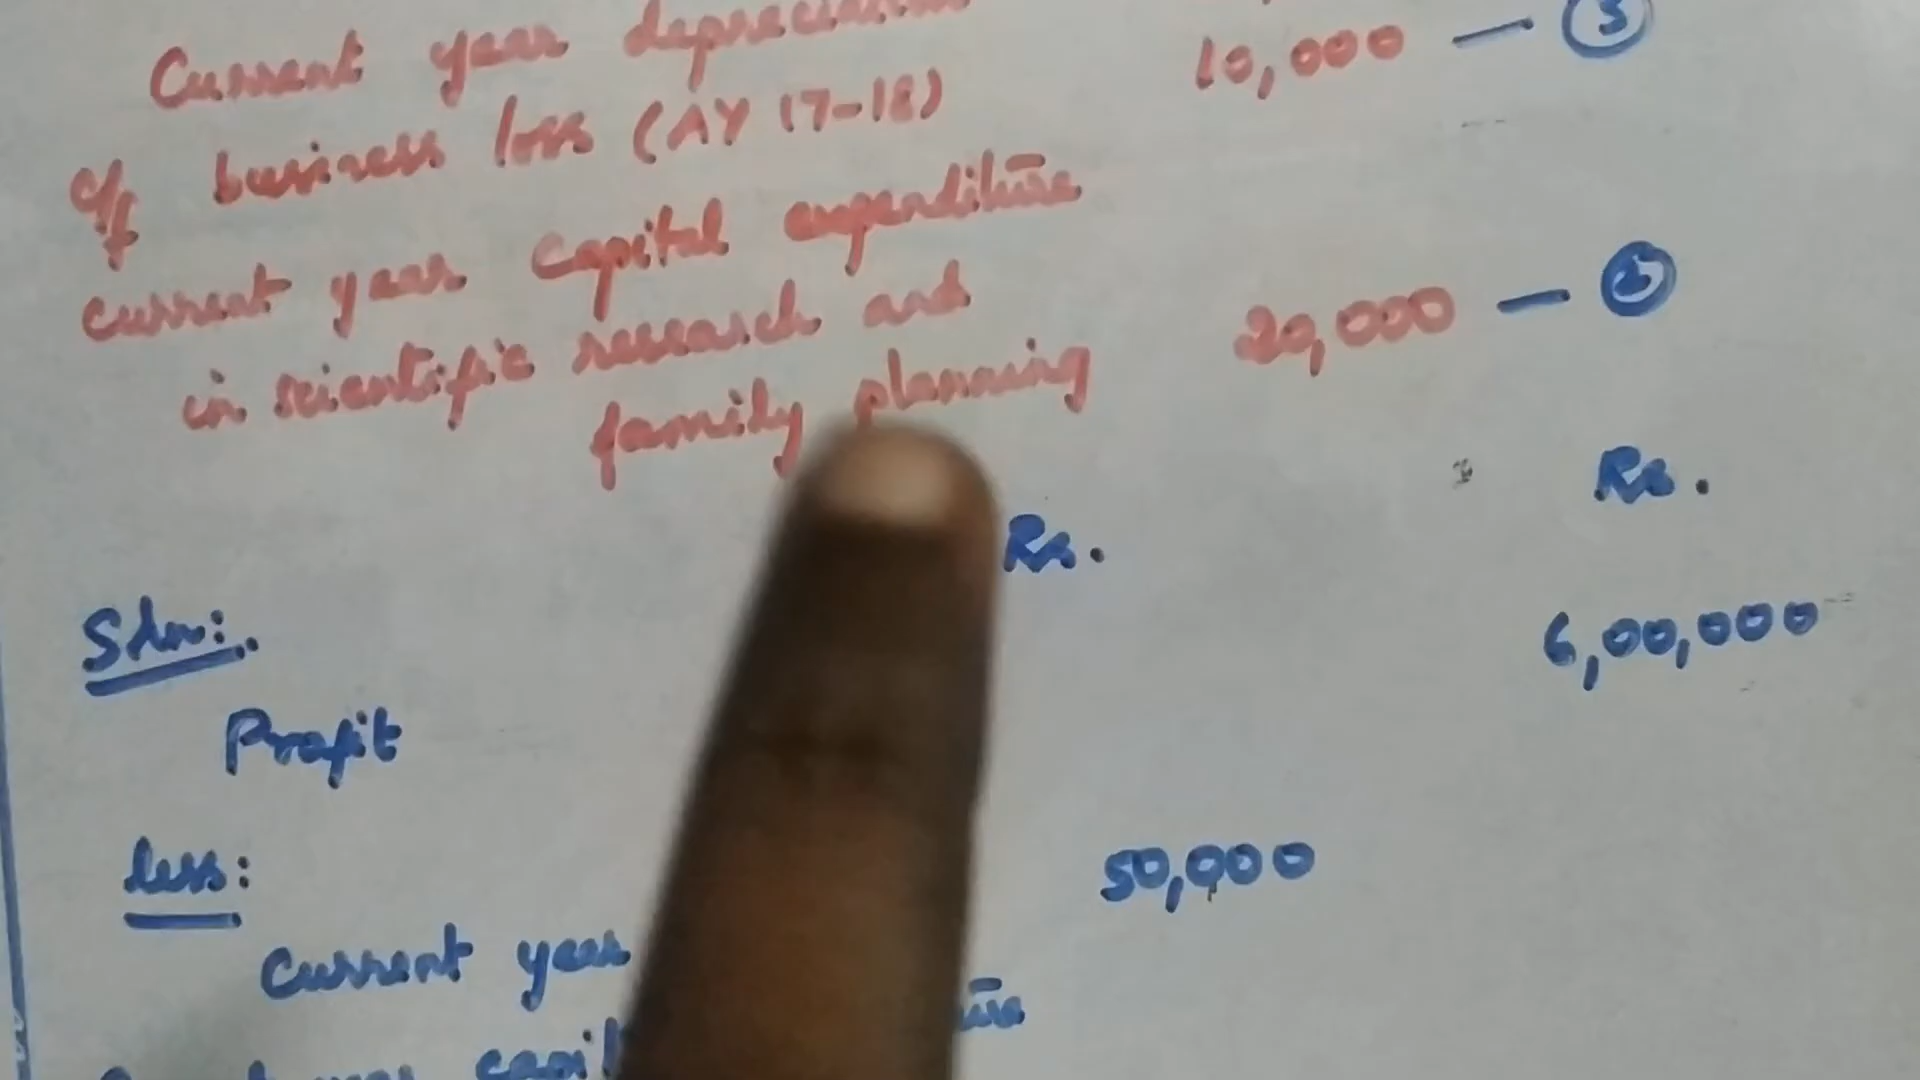 Current year depreciation
c/f business loss (AY 17-18) 10,000 — 3
Current year capital expenditure
in scientific research and
family planning 20,000 — 2
Rs. Rs.
Soln:
Profit 6,00,000
less:
Current year 50,000